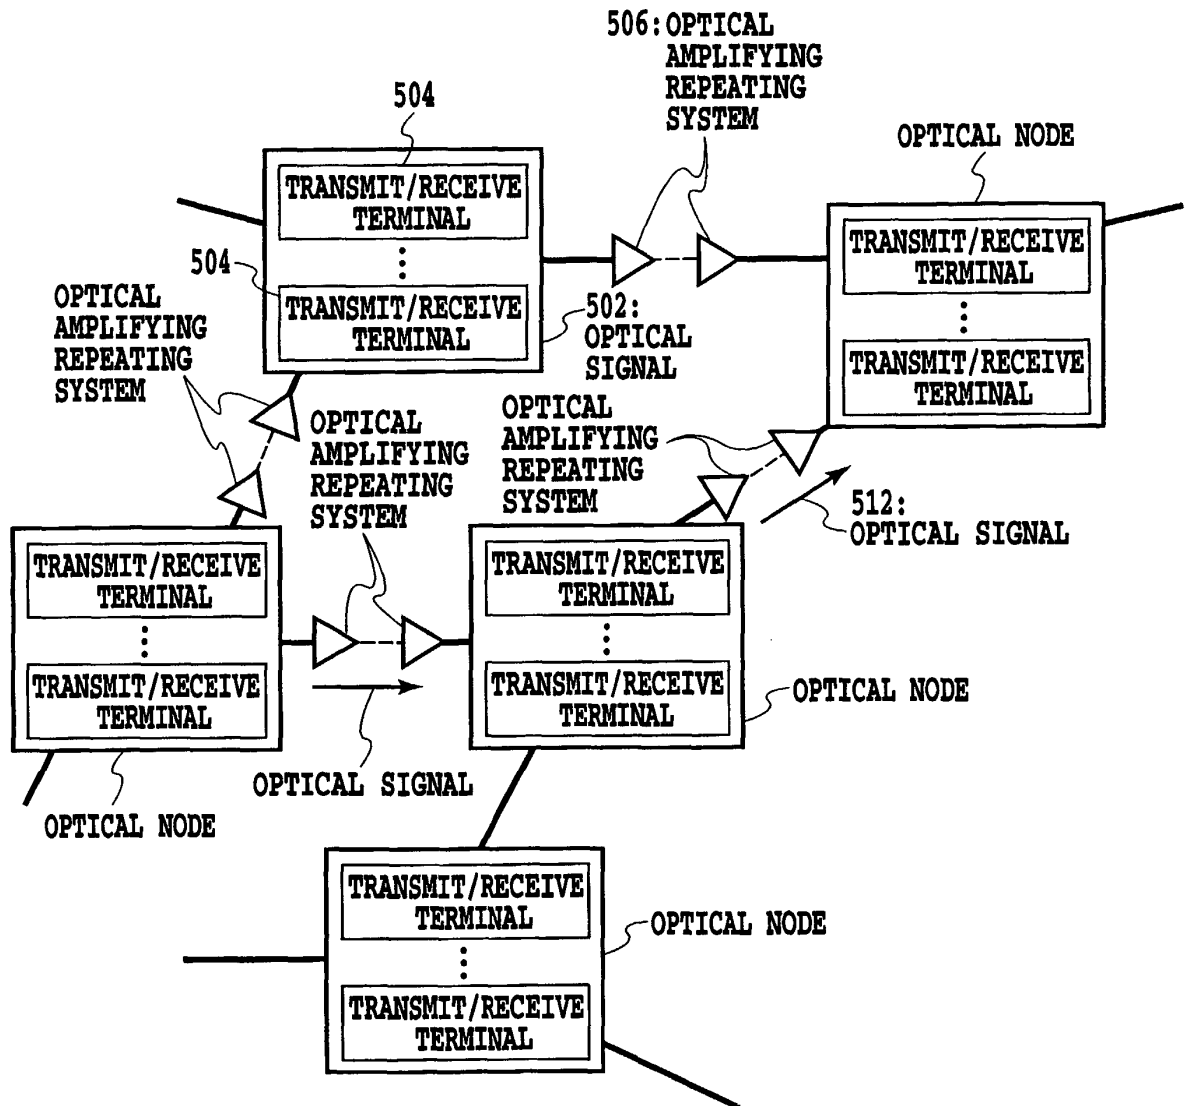 506: OPTICAL
AMPLIFYING
REPEATING
SYSTEM
504
OPTICAL NODE
TRANSMIT/RECEIVE
TERMINAL
504
TRANSMIT/RECEIVE
TERMINAL
502:
OPTICAL
SIGNAL
TRANSMIT/RECEIVE
TERMINAL
TRANSMIT/RECEIVE
TERMINAL
OPTICAL
AMPLIFYING
REPEATING
SYSTEM
OPTICAL
AMPLIFYING
REPEATING
SYSTEM
OPTICAL
AMPLIFYING
REPEATING
SYSTEM
512:
OPTICAL SIGNAL
TRANSMIT/RECEIVE
TERMINAL
TRANSMIT/RECEIVE
TERMINAL
OPTICAL NODE
OPTICAL SIGNAL
TRANSMIT/RECEIVE
TERMINAL
TRANSMIT/RECEIVE
TERMINAL
OPTICAL NODE
TRANSMIT/RECEIVE
TERMINAL
TRANSMIT/RECEIVE
TERMINAL
OPTICAL NODE